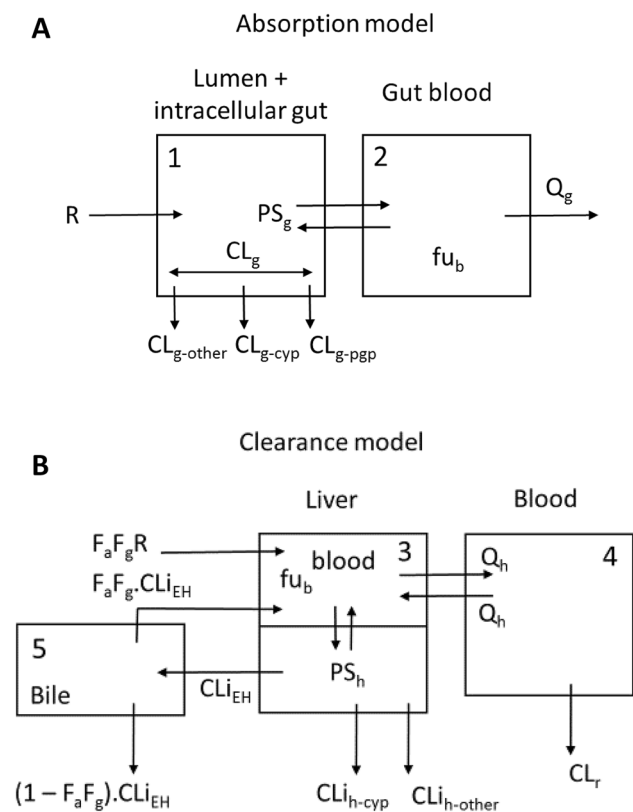 A
Absorption model
Lumen +
intracellular gut
Gut blood
1
2
R
PSg
Qg
CLg
fub
CLg-other
CLg-cyp
CLg-pgp
Clearance model
B
Liver
Blood
FaFgR
blood
3
Qh
4
fub
FaFg.CLiEH
Qh
5
PSh
Bile
CLiEH
(1 – FaFg).CLiEH
CLih-cyp
CLih-other
CLr